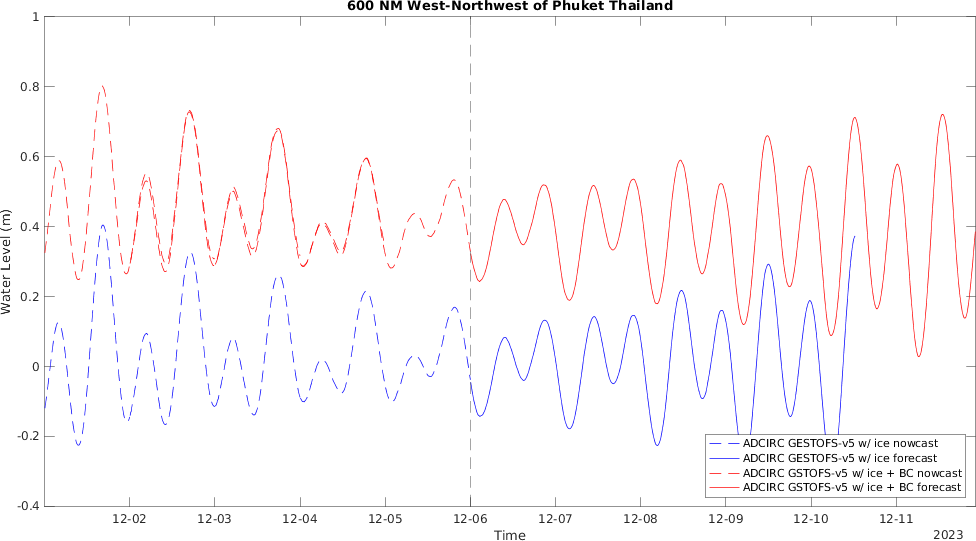 600 NM West-Northwest of Phuket Thailand
1
0.8
0.6
0.4
0.2
0
-0.2
-0.4
Water Level (m)
ADCIRC GESTOFS-v5 w/ ice nowcast
ADCIRC GESTOFS-v5 w/ ice forecast
ADCIRC GSTOFS-v5 w/ ice + BC nowcast
ADCIRC GSTOFS-v5 w/ ice + BC forecast
12-02 12-03 12-04 12-05 12-06 12-07 12-08 12-09 12-10 12-11
Time
2023